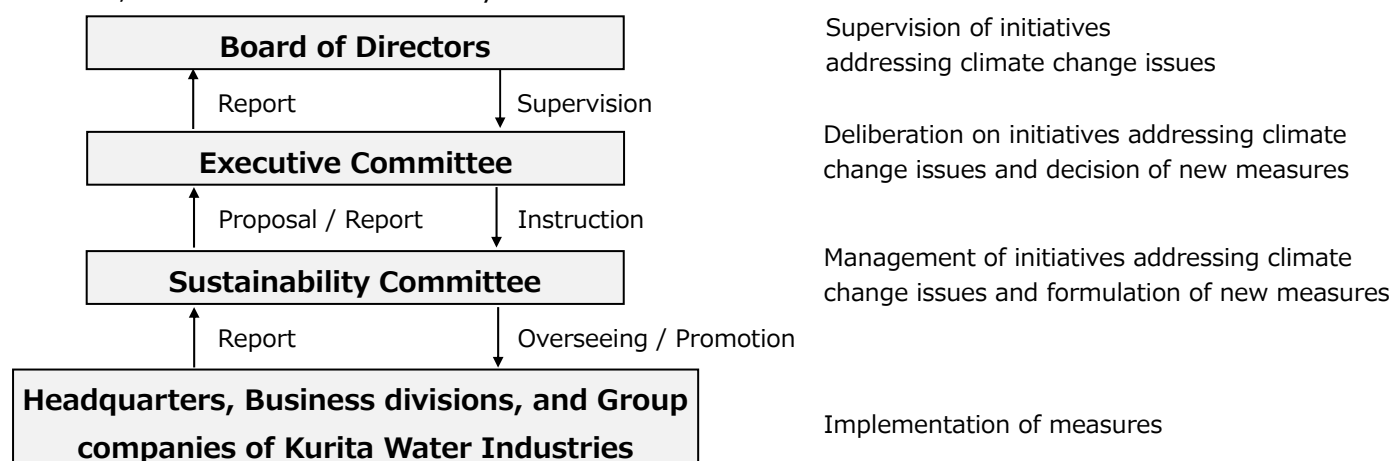 Board of Directors
Supervision of initiatives
addressing climate change issues
Report
Supervision
Executive Committee
Deliberation on initiatives addressing climate
change issues and decision of new measures
Proposal / Report
Instruction
Sustainability Committee
Management of initiatives addressing climate
change issues and formulation of new measures
Report
Overseeing / Promotion
Headquarters, Business divisions, and Group
companies of Kurita Water Industries
Implementation of measures